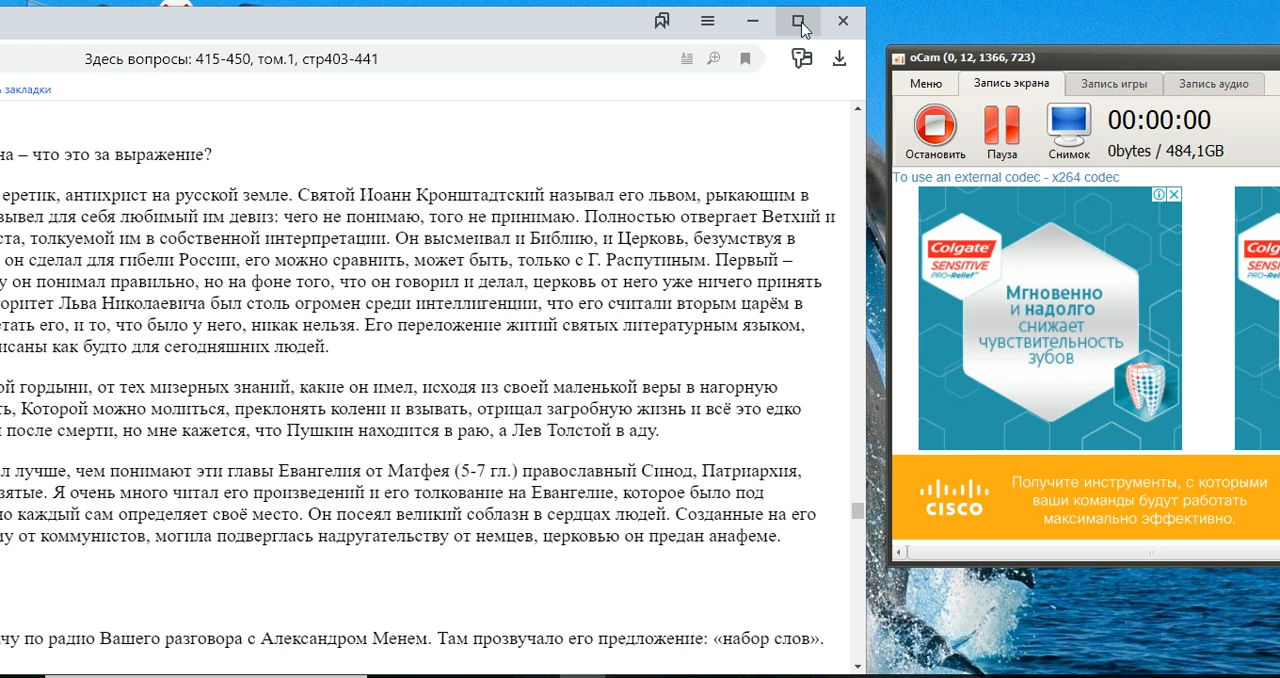 Здесь вопросы: 415-450, том.1, стр403-441
закладки
на – что это за выражение?
еретик, антихрист на русской земле. Святой Иоанн Кронштадтский называл его львом, рыкающим в
вывел для себя любимый им девиз: чего не понимаю, того не принимаю. Полностью отвергает Ветхий и
ста, толкуемой им в собственной интерпретации. Он высмеивал и Библию, и Церковь, безумствуя в
он сделал для гибели России, то можно сравнить, может быть, только с Г. Распутиным. Первый –
у он понимал правильно, но на фоне того, что он говорил и делал, церковь от него уже ничего принять
торитет Льва Николаевича был столь огромен среди интеллигенции, что его считали вторым царём в
етать его, и то, что было у него, никак нельзя. Его переложение житий святых литературным языком,
исаны как будто для сегодняшних людей.
ой гордыни, от тех мизерных знаний, какие он имел, исходя из своей маленькой веры в нагорную
ть, Которой можно молиться, преклонять колени и взывать, отрицал загробную жизнь и всё это едко
после смерти, но мне кажется, что Пушкин находится в раю, а Лев Толстой в аду.
л лучше, чем понимают эти главы Евангелия от Матфея (5-7 гл.) православный Синод, Патриархия,
зятые. Я очень много читал его произведений и его толкование на Евангелие, которое было под
но каждый сам определяет своё место. Он посеял великий соблазн в сердцах людей. Созданные на его
му от коммунистов, могила подверглась надругательству от немцев, церковью он предан анафеме.
чу по радио Вашего разговора с Александром Менем. Там прозвучало его предложение: «набор слов».
oCam (0, 12, 1366, 723)
Меню Запись экрана Запись игры Запись аудио
Остановить Пауза Снимок
00:00:00
0bytes / 484,1GB
To use an external codec - x264 codec
Colgate
SENSITIVE
PRO-Relief
Мгновенно
и надолго
снижает
чувствительность
зубов
Colg
SENSI
PRO-R
CISCO
Получите инструменты, с которыми
ваши команды будут работать
максимально эффективно.